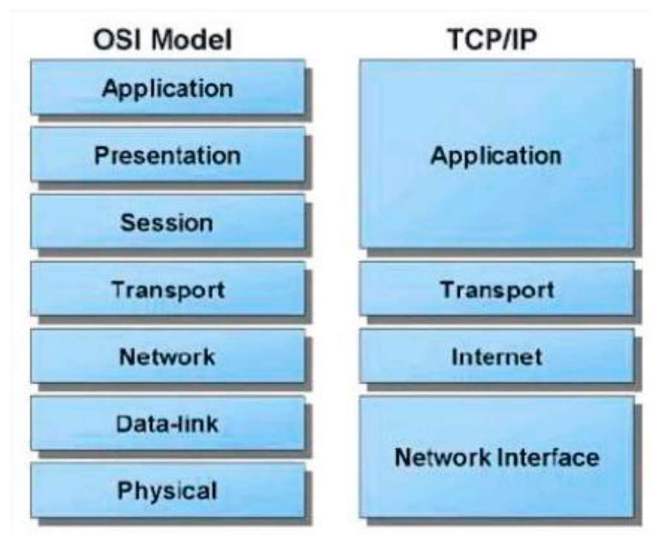 OSI Model
Application
Presentation
Session
Transport
Network
Data-link
Physical
TCP/IP
Application
Transport
Internet
Network Interface